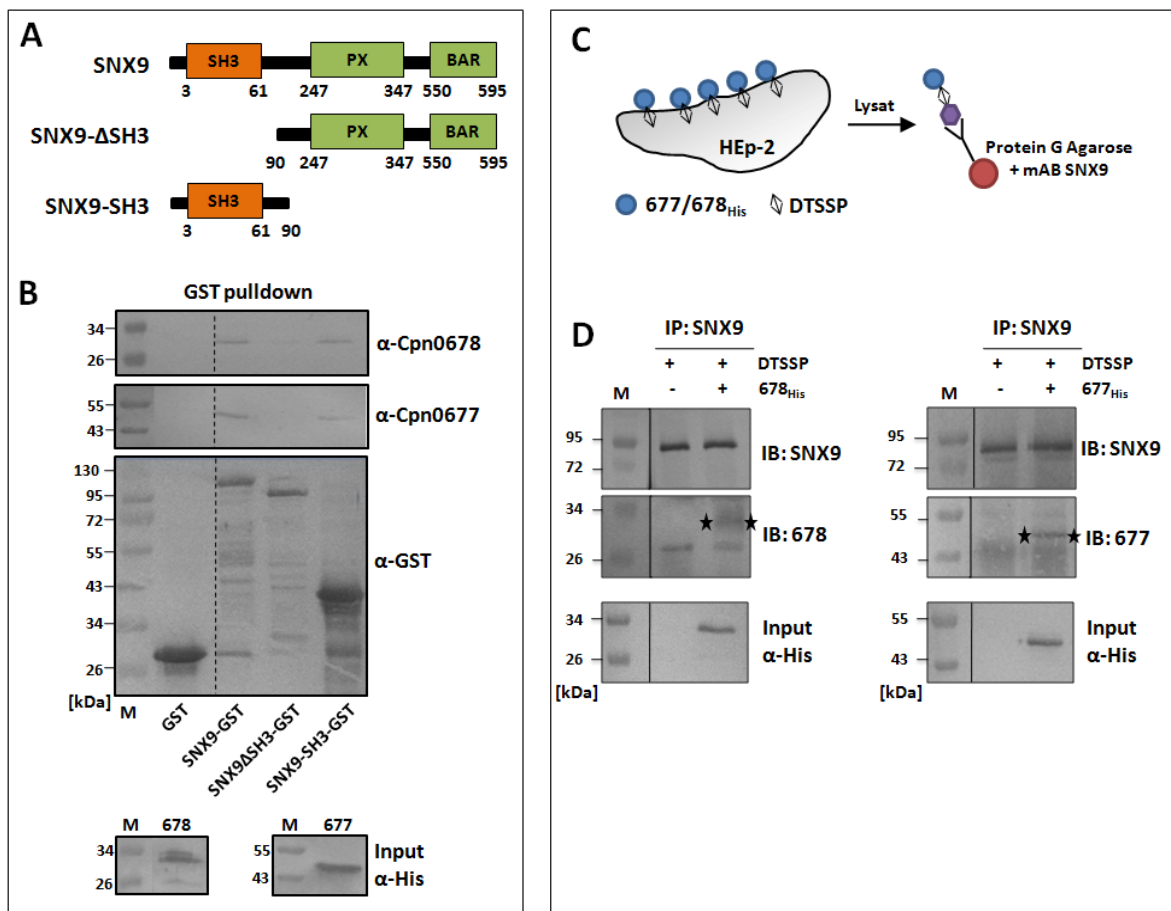 A
SNX9
SH3
PX
BAR
3 61 247 347 550 595
SNX9-ΔSH3
PX
BAR
90 247 347 550 595
SNX9-SH3
SH3
3 61 90
B
GST pulldown
34
26
α-Cpn0678
55
43
α-Cpn0677
130
95
72
55
43
34
26
α-GST
[kDa]
M
GST
SNX9-GST
SNX9ΔSH3-GST
SNX9-SH3-GST
M 678
34
26
M 677
55
43
Input
α-His
C
HEp-2
Lysat
Protein G Agarose
+ mAB SNX9
677/678His
DTSSP
D
IP: SNX9
+ + DTSSP
M - + 678His
95
72
IB: SNX9
34
26
IB: 678
34
26
Input
α-His
[kDa]
IP: SNX9
+ + DTSSP
M - + 677His
95
72
IB: SNX9
55
43
IB: 677
55
43
Input
α-His
[kDa]